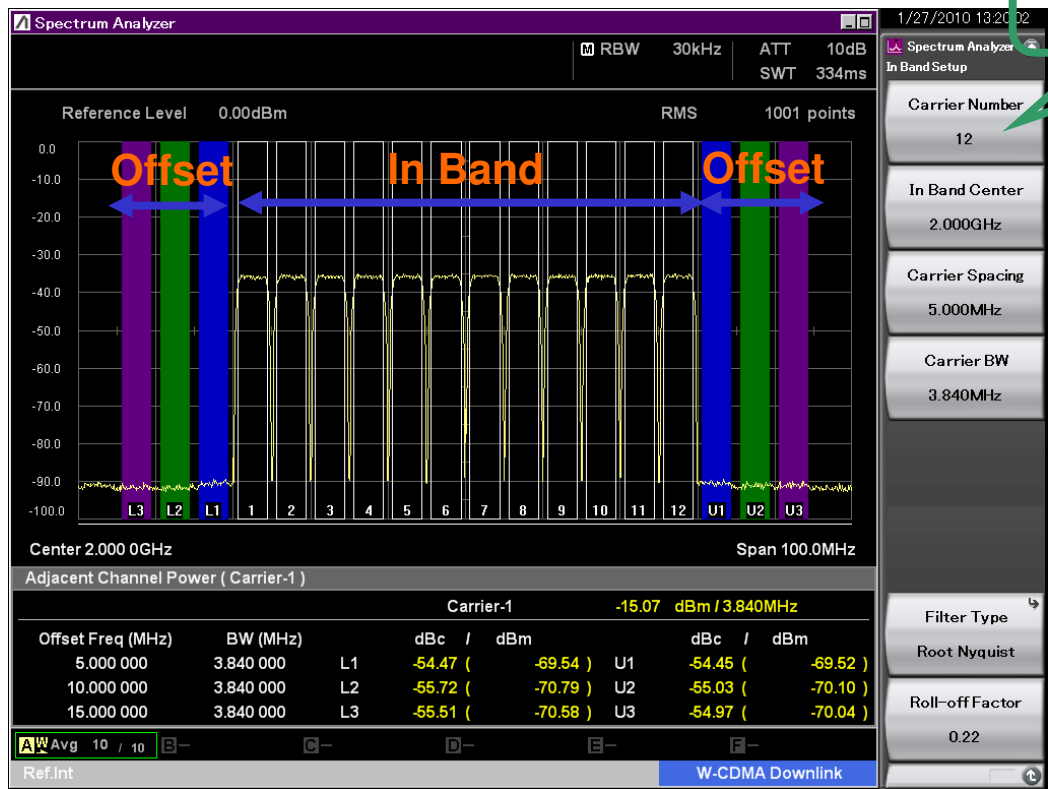 Spectrum Analyzer
1/27/2010 13:20:02
M RBW 30kHz ATT 10dB
SWT 334ms
Reference Level 0.00dBm RMS 1001 points
0.0
-10.0
-20.0
-30.0
-40.0
-50.0
-60.0
-70.0
-80.0
-90.0
-100.0
Offset In Band Offset
L3 L2 L1 1 2 3 4 5 6 7 8 9 10 11 12 U1 U2 U3
Center 2.000 0GHz Span 100.0MHz
Adjacent Channel Power ( Carrier-1 )
Carrier-1 -15.07 dBm / 3.840MHz
Offset Freq (MHz) BW (MHz) dBc / dBm dBc / dBm
5.000 000 3.840 000 L1 -54.47 ( -69.54 ) U1 -54.45 ( -69.52 )
10.000 000 3.840 000 L2 -55.72 ( -70.79 ) U2 -55.03 ( -70.10 )
15.000 000 3.840 000 L3 -55.51 ( -70.58 ) U3 -54.97 ( -70.04 )
A W Avg 10 / 10 B- C- D- E- F-
Ref.Int W-CDMA Downlink
Spectrum Analyzer
In Band Setup
Carrier Number
12
In Band Center
2.000GHz
Carrier Spacing
5.000MHz
Carrier BW
3.840MHz
Filter Type
Root Nyquist
Roll-off Factor
0.22